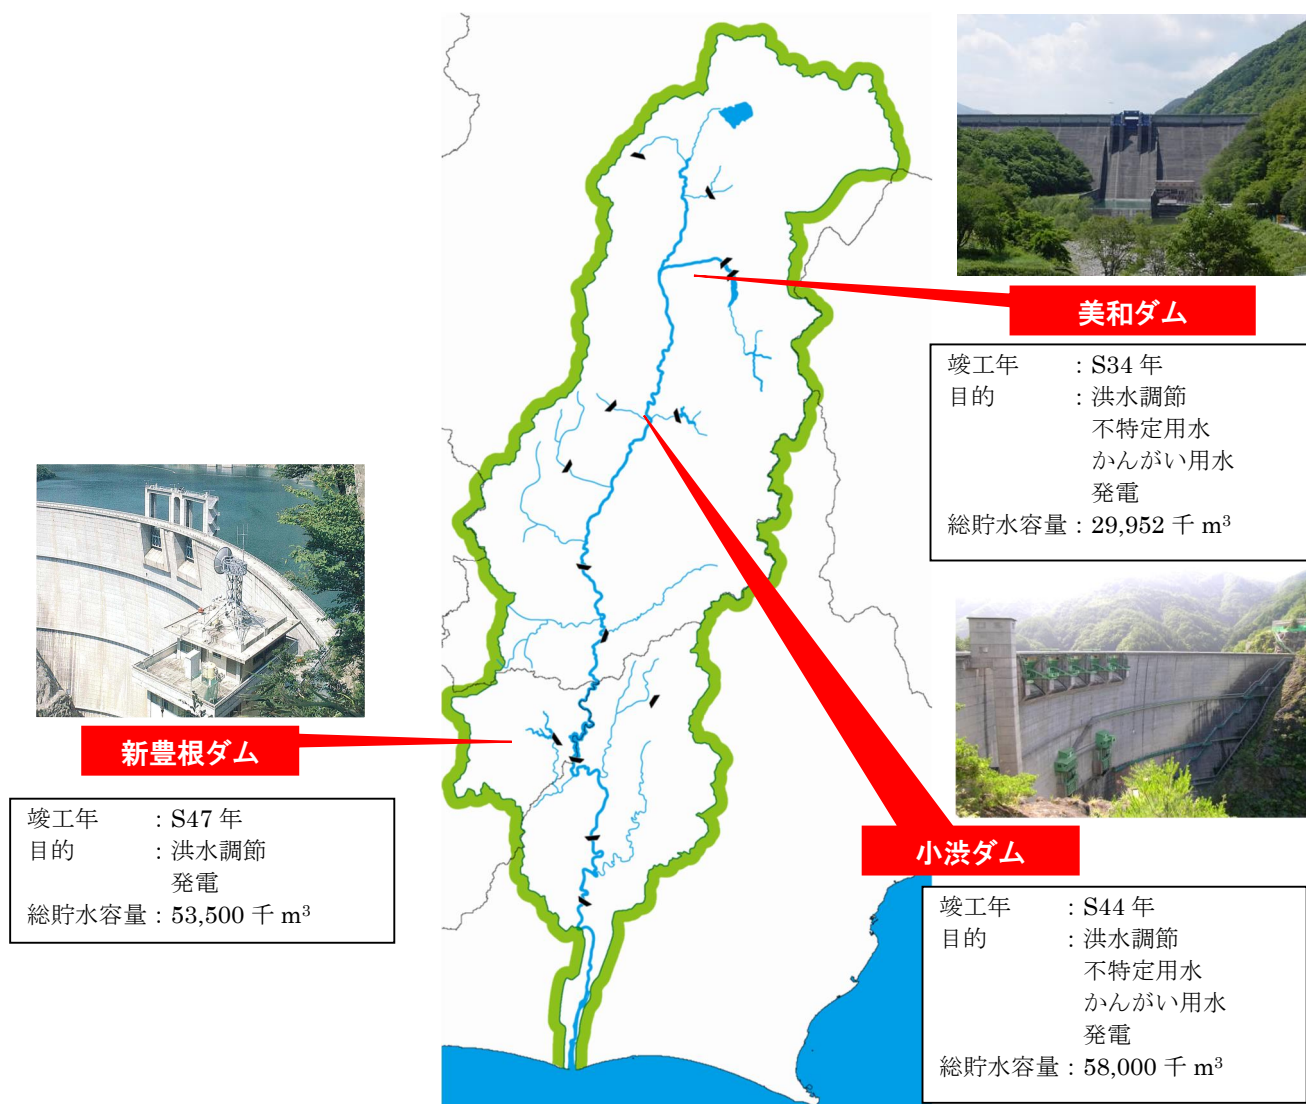 美和ダム
竣工年 : S34 年
目的 : 洪水調節
不特定用水
かんがい用水
発電
総貯水容量 : 29,952 千 m³
新豊根ダム
竣工年 : S47 年
目的 : 洪水調節
発電
総貯水容量 : 53,500 千 m³
小渋ダム
竣工年 : S44 年
目的 : 洪水調節
不特定用水
かんがい用水
発電
総貯水容量 : 58,000 千 m³